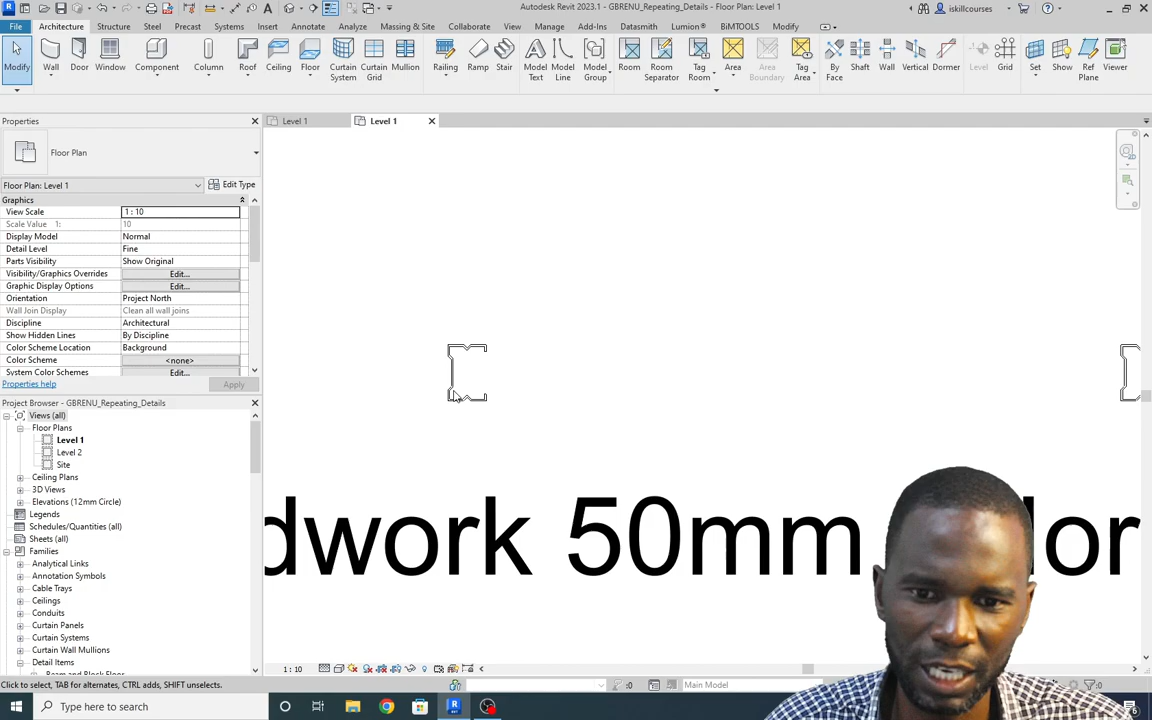 Autodesk Revit 2023.1 - GBRENU_Repeating_Details - Floor Plan: Level 1
iskillcourses
File Architecture Structure Steel Precast Systems Insert Annotate Analyze Massing & Site Collaborate View Manage Add-Ins Datasmith Lumion® BiMTOOLS Modify
Modify Wall Door Window Component Column Roof Ceiling Floor Curtain System Curtain Grid Mullion Railing Ramp Stair Model Text Model Line Model Group Room Room Separator Tag Room Area Area Boundary Tag Area By Face Shaft Wall Vertical Dormer Level Grid Set Show Ref Plane Viewer
Properties
Level 1
Level 1
Floor Plan
Floor Plan: Level 1
Edit Type
Graphics
View Scale 1 : 10
Scale Value 1: 10
Display Model Normal
Detail Level Fine
Parts Visibility Show Original
Visibility/Graphics Overrides Edit...
Graphic Display Options Edit...
Orientation Project North
Wall Join Display Clean all wall joins
Discipline Architectural
Show Hidden Lines By Discipline
Color Scheme Location Background
Color Scheme <none>
System Color Schemes Edit...
Properties help Apply
Project Browser - GBRENU_Repeating_Details
Views (all)
Floor Plans
Level 1
Level 2
Site
Ceiling Plans
3D Views
Elevations (12mm Circle)
Legends
Schedules/Quantities (all)
Sheets (all)
Families
Analytical Links
Annotation Symbols
Cable Trays
Ceilings
Conduits
Curtain Panels
Curtain Systems
Curtain Wall Mullions
Detail Items
dwork 50mm
lor
1 : 10
Click to select, TAB for alternates, CTRL adds, SHIFT unselects.
:0
Main Model
:0
Type here to search